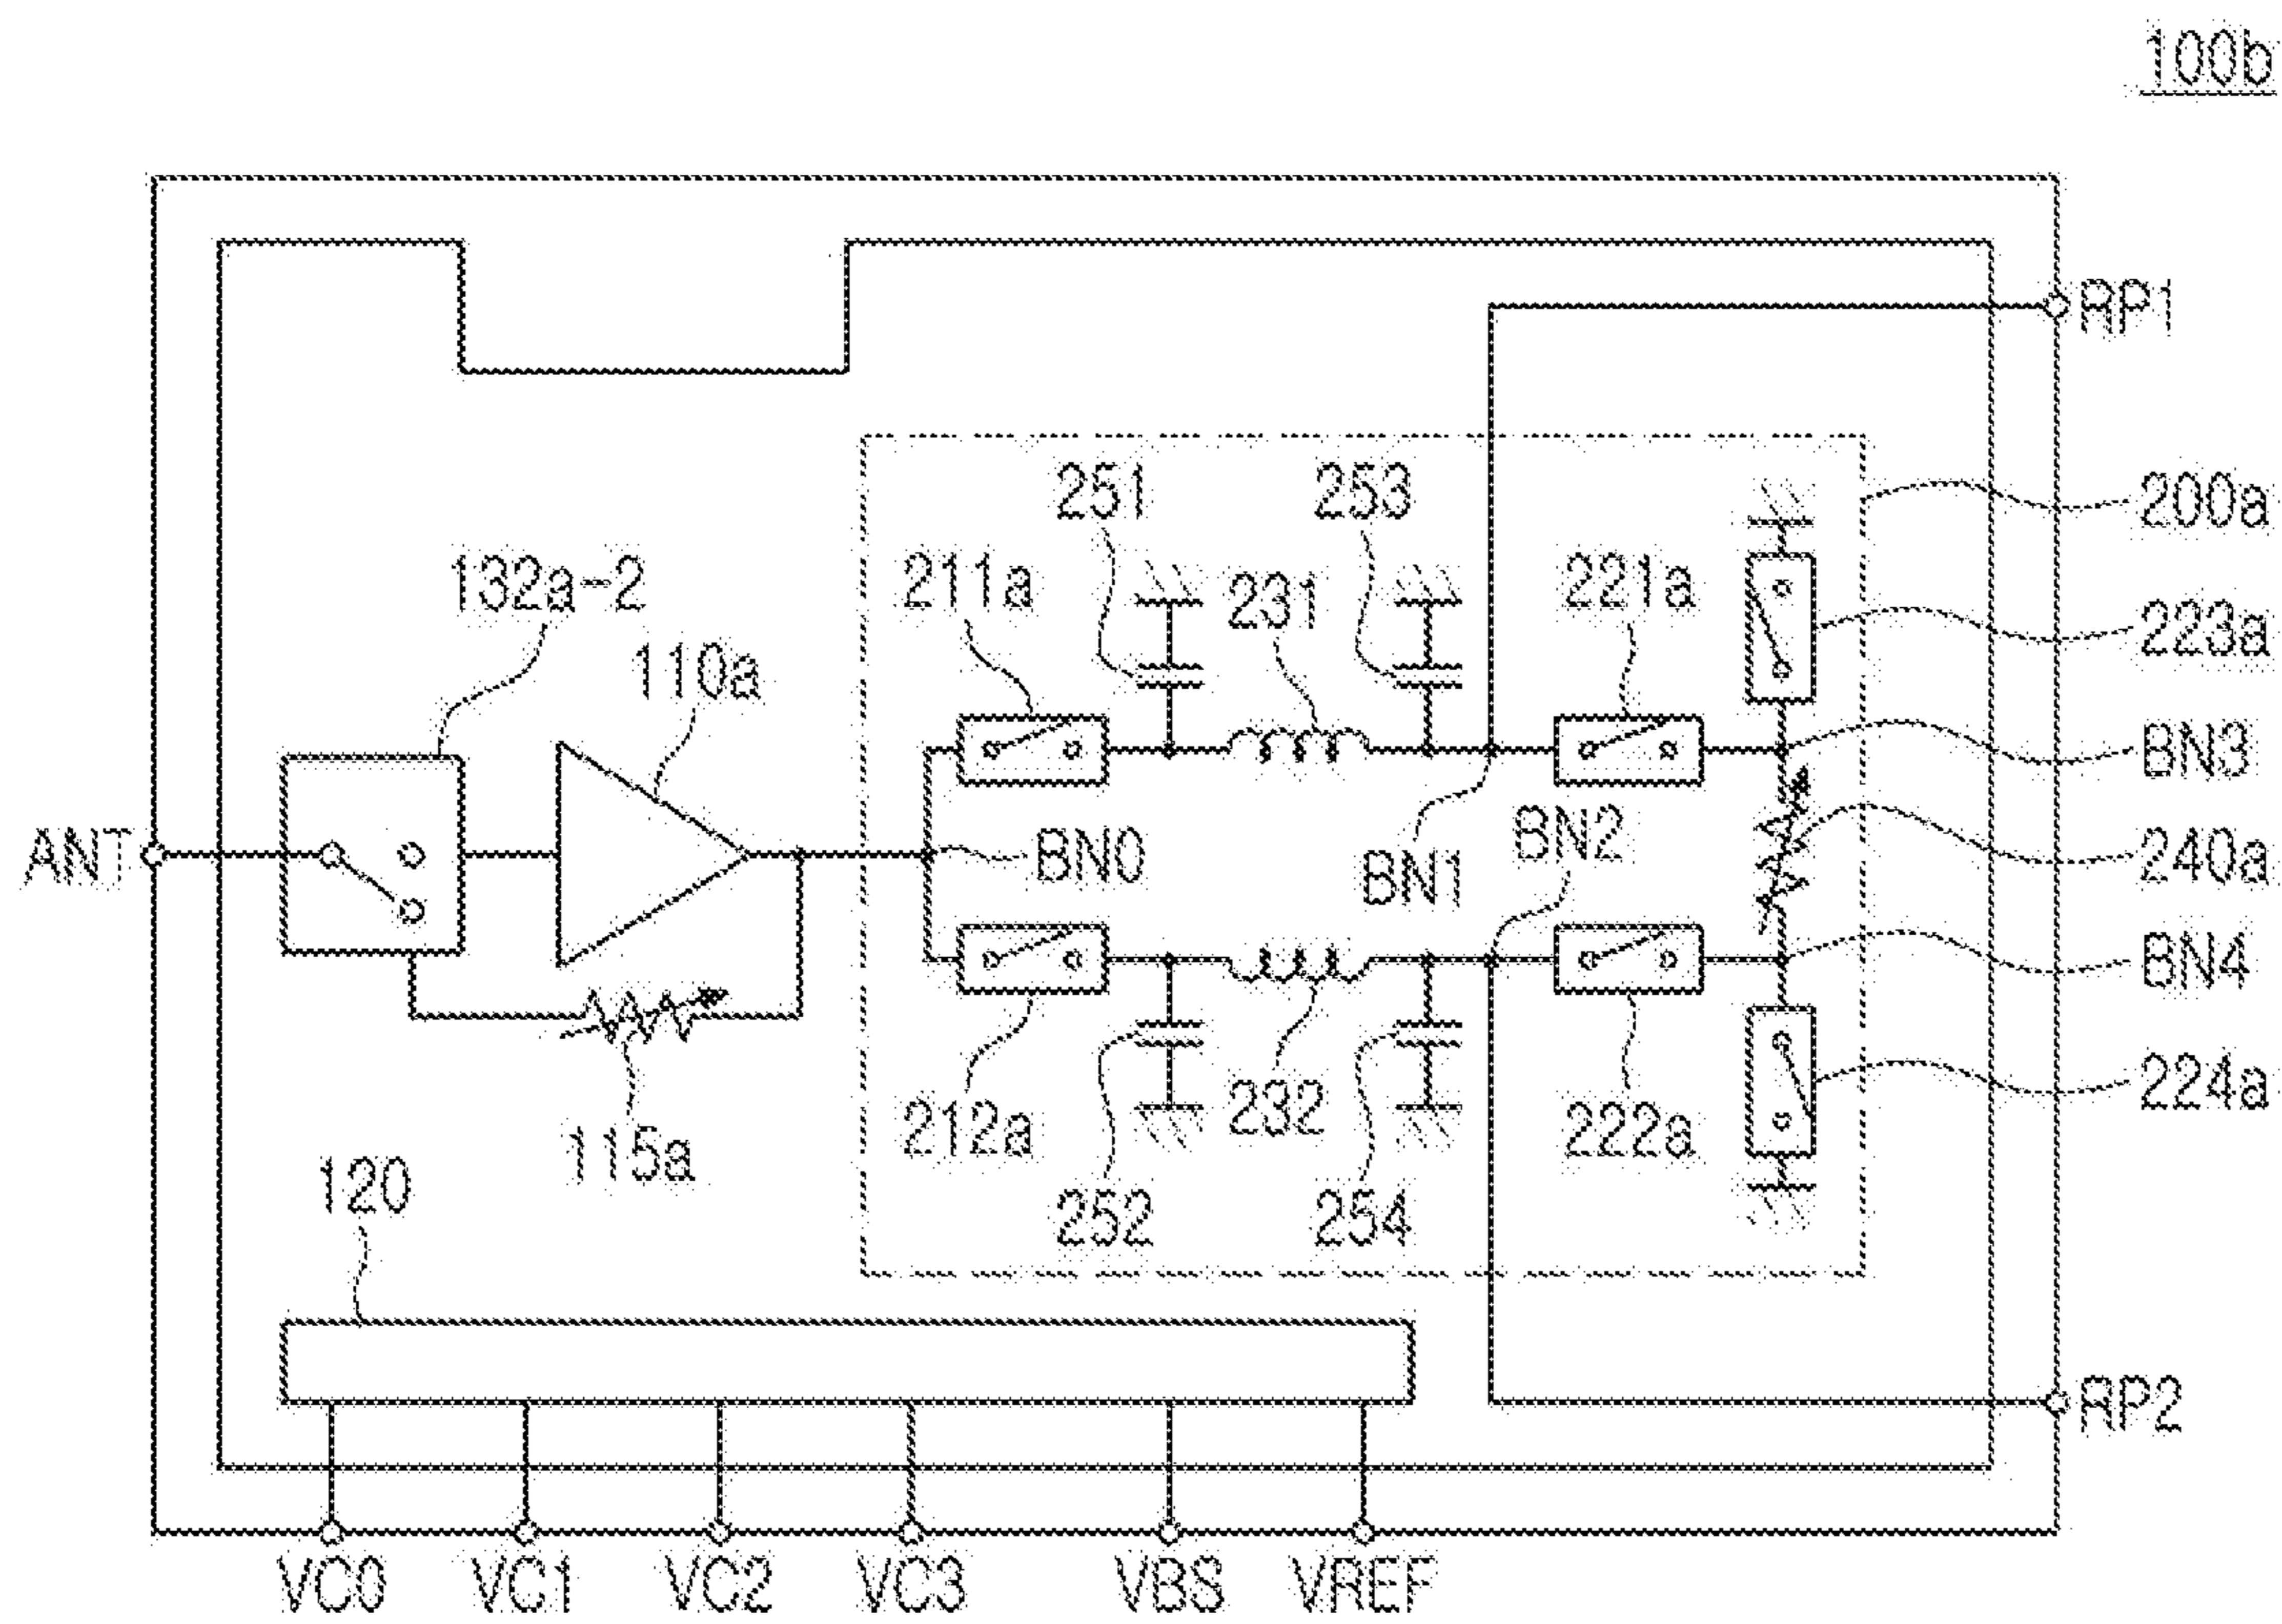 100b
RP1
251
253
200a
132a-2
211a
231
221a
223a
110a
BN3
BN2
ANT
BN0
BN1
240a
BN4
224a
212a
232
222a
115a
120
252
254
RP2
VC0
VC1
VC2
VC3
VBS
VREF